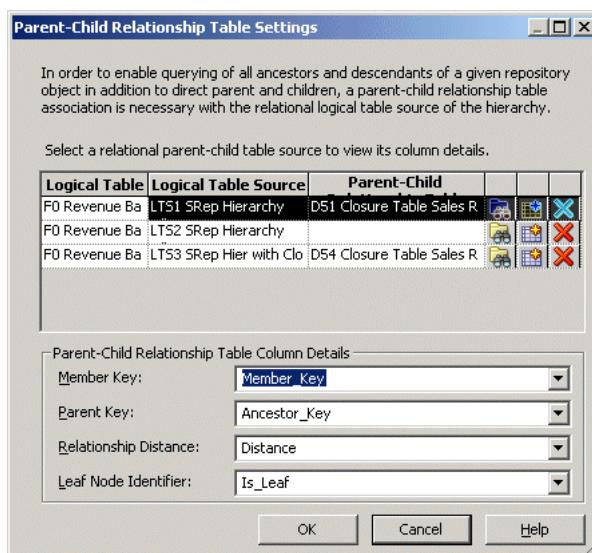 Parent-Child Relationship Table Settings
In order to enable querying of all ancestors and descendants of a given repository
object in addition to direct parent and children, a parent-child relationship table
association is necessary with the relational logical table source of the hierarchy.
Select a relational parent-child table source to view its column details.
Logical Table Logical Table Source Parent-Child
F0 Revenue Ba LTS1 SRep Hierarchy D51 Closure Table Sales R
F0 Revenue Ba LTS2 SRep Hierarchy
F0 Revenue Ba LTS3 SRep Hier with Clo D54 Closure Table Sales R
Parent-Child Relationship Table Column Details
Member Key: Member_Key
Parent Key: Ancestor_Key
Relationship Distance: Distance
Leaf Node Identifier: Is_Leaf
OK Cancel Help